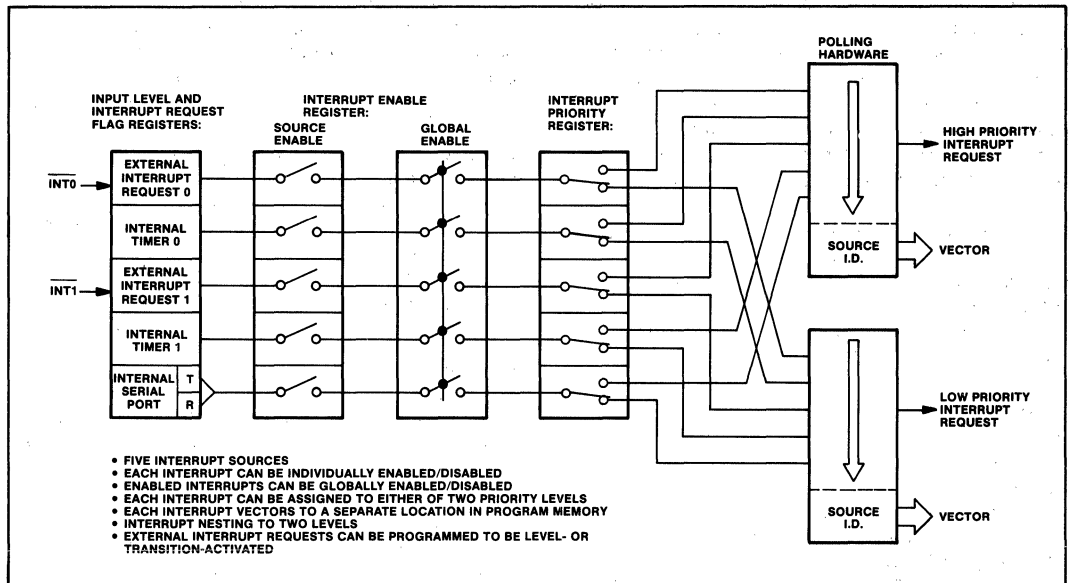 POLLING
HARDWARE
INPUT LEVEL AND
INTERRUPT REQUEST
FLAG REGISTERS:
INTERRUPT ENABLE
REGISTER:
SOURCE
ENABLE
GLOBAL
ENABLE
INTERRUPT
PRIORITY
REGISTER:
INT0
EXTERNAL
INTERRUPT
REQUEST 0
INTERNAL
TIMER 0
INT1
EXTERNAL
INTERRUPT
REQUEST 1
INTERNAL
TIMER 1
INTERNAL
SERIAL
PORT
T
R
HIGH PRIORITY
INTERRUPT
REQUEST
SOURCE
I.D.
VECTOR
LOW PRIORITY
INTERRUPT
REQUEST
SOURCE
I.D.
VECTOR
• FIVE INTERRUPT SOURCES
• EACH INTERRUPT CAN BE INDIVIDUALLY ENABLED/DISABLED
• ENABLED INTERRUPTS CAN BE GLOBALLY ENABLED/DISABLED
• EACH INTERRUPT CAN BE ASSIGNED TO EITHER OF TWO PRIORITY LEVELS
• EACH INTERRUPT VECTORS TO A SEPARATE LOCATION IN PROGRAM MEMORY
• INTERRUPT NESTING TO TWO LEVELS
• EXTERNAL INTERRUPT REQUESTS CAN BE PROGRAMMED TO BE LEVEL- OR
TRANSITION-ACTIVATED